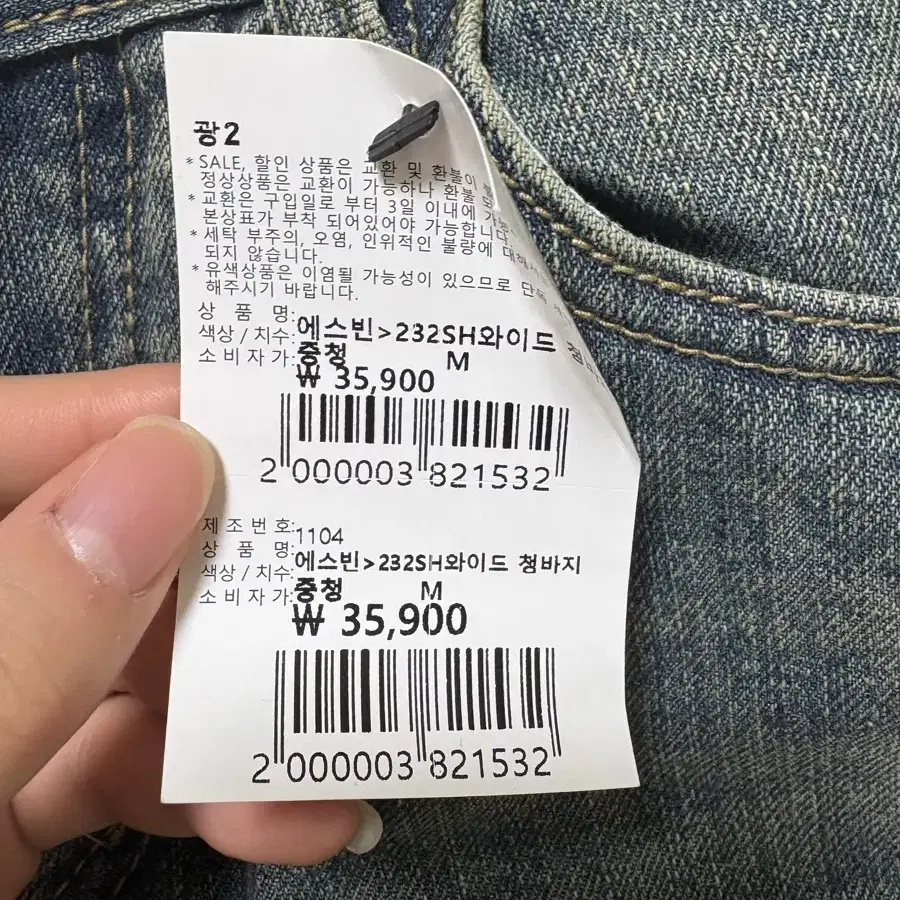 광2
* SALE, 할인 상품은 교환 및 환불이
정상상품은 교환이 가능하나 환불
* 교환은 구입일로 부터 3일 이내에
본상표가 부착 되어있어야 가능합니다.
* 세탁 부주의, 오염, 인위적인 불량에
되지 않습니다.
* 유색상품은 이염될 가능성이 있으므로 단독
해주시기 바랍니다.
상 품 명:에스빈>232SH와이드
색상/치수:중청 M
소비자가:₩ 35,900
2 000003 821532
제조번호:1104
상 품 명:에스빈>232SH와이드 청바지
색상/치수:중청 M
소비자가:₩ 35,900
2 000003 821532